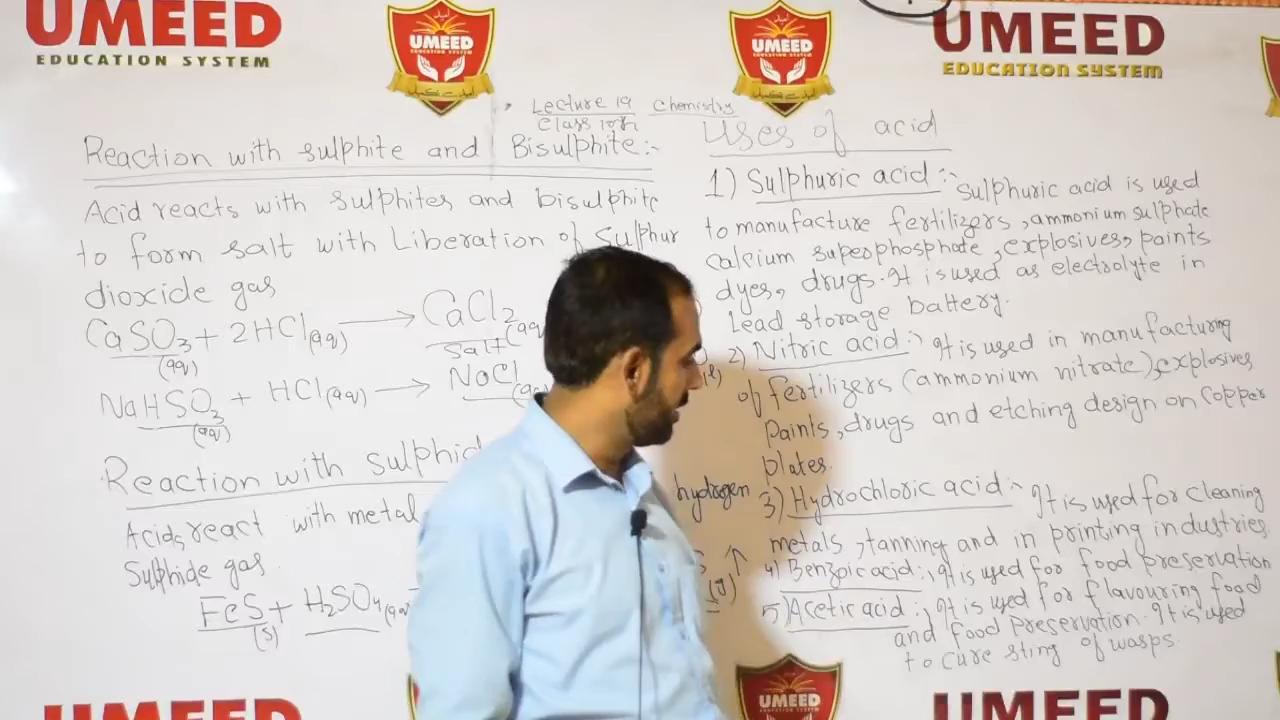 UMEED
EDUCATION SYSTEM
UMEED
EDUCATION SYSTEM
UMEED
EDUCATION SYSTEM
UMEED
EDUCATION SYSTEM
Lecture 19 Chemistry
Class 10th
Reaction with sulphite and Bisulphite:-
Acid reacts with sulphites and bisulphite
to form salt with Liberation of Sulphur
dioxide gas
CaSO3 + 2HCl(aq) → CaCl2 (aq
(aq) Salt
NaHSO3 + HCl(aq) → NaCl (aq
(aq)
Reaction with sulphid
Acids react with metal
hydrogen
Sulphide gas
FeS + H2SO4(aq
(s)
↑
(g)
Uses of acid
1) Sulphuric acid:- Sulphuric acid is used
to manufacture fertilizers, ammonium sulphate
calcium superphosphate, explosives, paints
dyes, drugs. It is used as electrolyte in
Lead storage battery.
2) Nitric acid:- It is used in manufacturing
of fertilizers (ammonium nitrate), explosives
paints, drugs and etching design on copper
plates.
3) Hydrochloric acid:- It is used for cleaning
metals, tanning and in printing industries
4) Benzoic acid:, It is used for food preservation
5) Acetic acid:, It is used for flavouring food
and food preservation. It is used
to cure sting of wasps.
UMEED
UMEED
UMEED